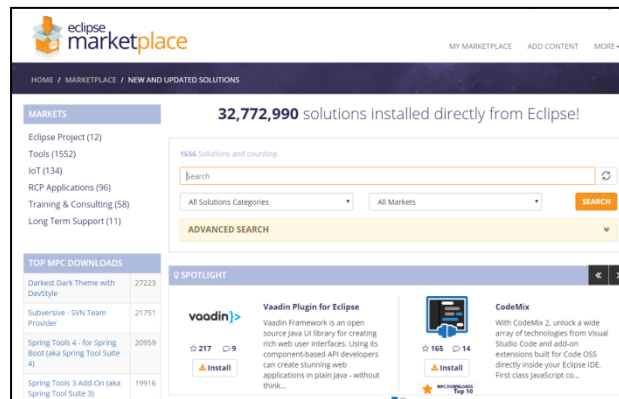 eclipse
marketplace
MY MARKETPLACE ADD CONTENT MORE
HOME / MARKETPLACE / NEW AND UPDATED SOLUTIONS
MARKETS
Eclipse Project (12)
Tools (1552)
IoT (134)
RCP Applications (96)
Training & Consulting (58)
Long Term Support (11)
32,772,990 solutions installed directly from Eclipse!
1656 Solutions and counting.
Search
All Solutions Categories
All Markets
SEARCH
ADVANCED SEARCH
TOP MPC DOWNLOADS
Darkest Dark Theme with 27223
DevStyle
Subversive - SVN Team 21751
Provider
Spring Tools 4 - for Spring 20959
Boot (aka Spring Tool Suite
4)
Spring Tools 3 Add-On (aka 19916
Spring Tool Suite 3)
SPOTLIGHT
vaadin}>
217 9
Install
Vaadin Plugin for Eclipse
Vaadin Framework is an open
source Java UI library for creating
rich web user interfaces. Using its
component-based API developers
can create stunning web
applications in plain Java - without
think...
165 14
Install
MPC DOWNLOADS
Top 10
CodeMix
With CodeMix 2, unlock a wide
array of technologies from Visual
Studio Code and add-on
extensions built for Code OSS
directly inside your Eclipse IDE.
First class JavaScript co...